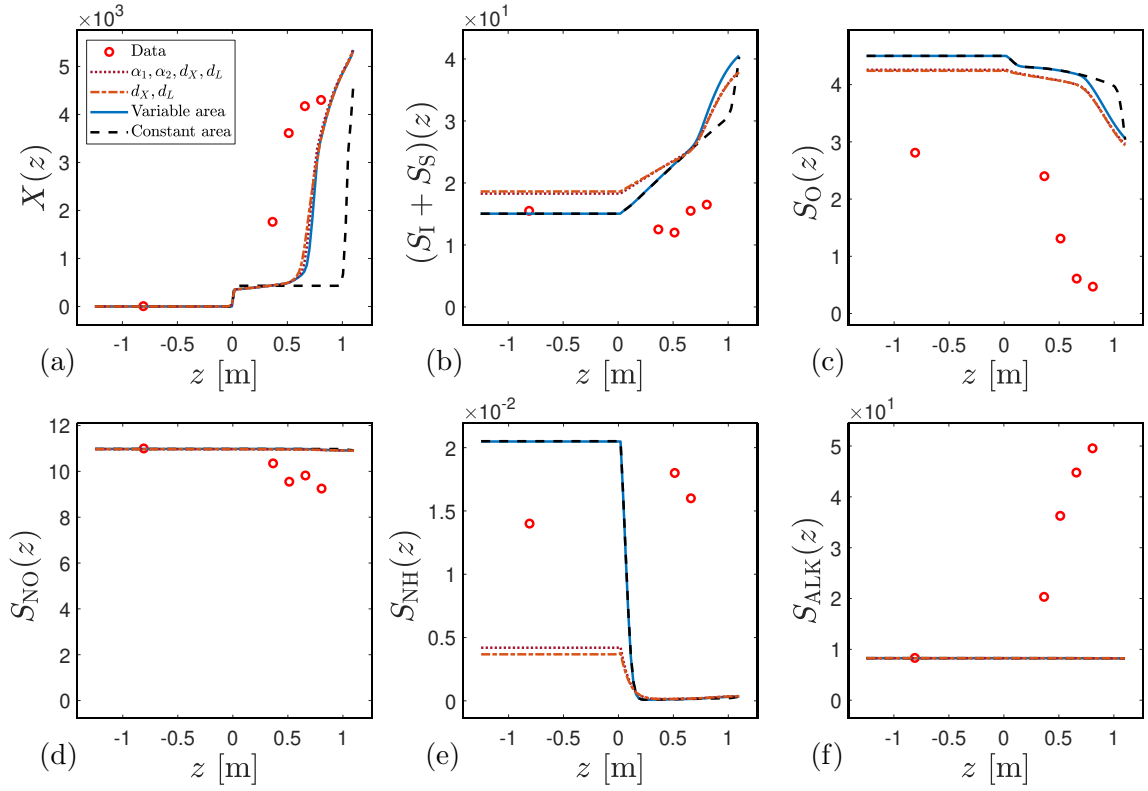 ×10³
X(z)
5
4
3
2
1
0
Data
α₁, α₂, d_X, d_L
d_X, d_L
Variable area
Constant area
-1 -0.5 0 0.5 1
(a) z [m]
×10¹
(S_I + S_S)(z)
4
3
2
1
0
-1 -0.5 0 0.5 1
(b) z [m]
S_O(z)
4
3
2
1
0
-1 -0.5 0 0.5 1
(c) z [m]
S_NO(z)
12
10
8
6
4
2
0
-1 -0.5 0 0.5 1
(d) z [m]
×10⁻²
S_NH(z)
2
1.5
1
0.5
0
-1 -0.5 0 0.5 1
(e) z [m]
×10¹
S_ALK(z)
5
4
3
2
1
0
-1 -0.5 0 0.5 1
(f) z [m]